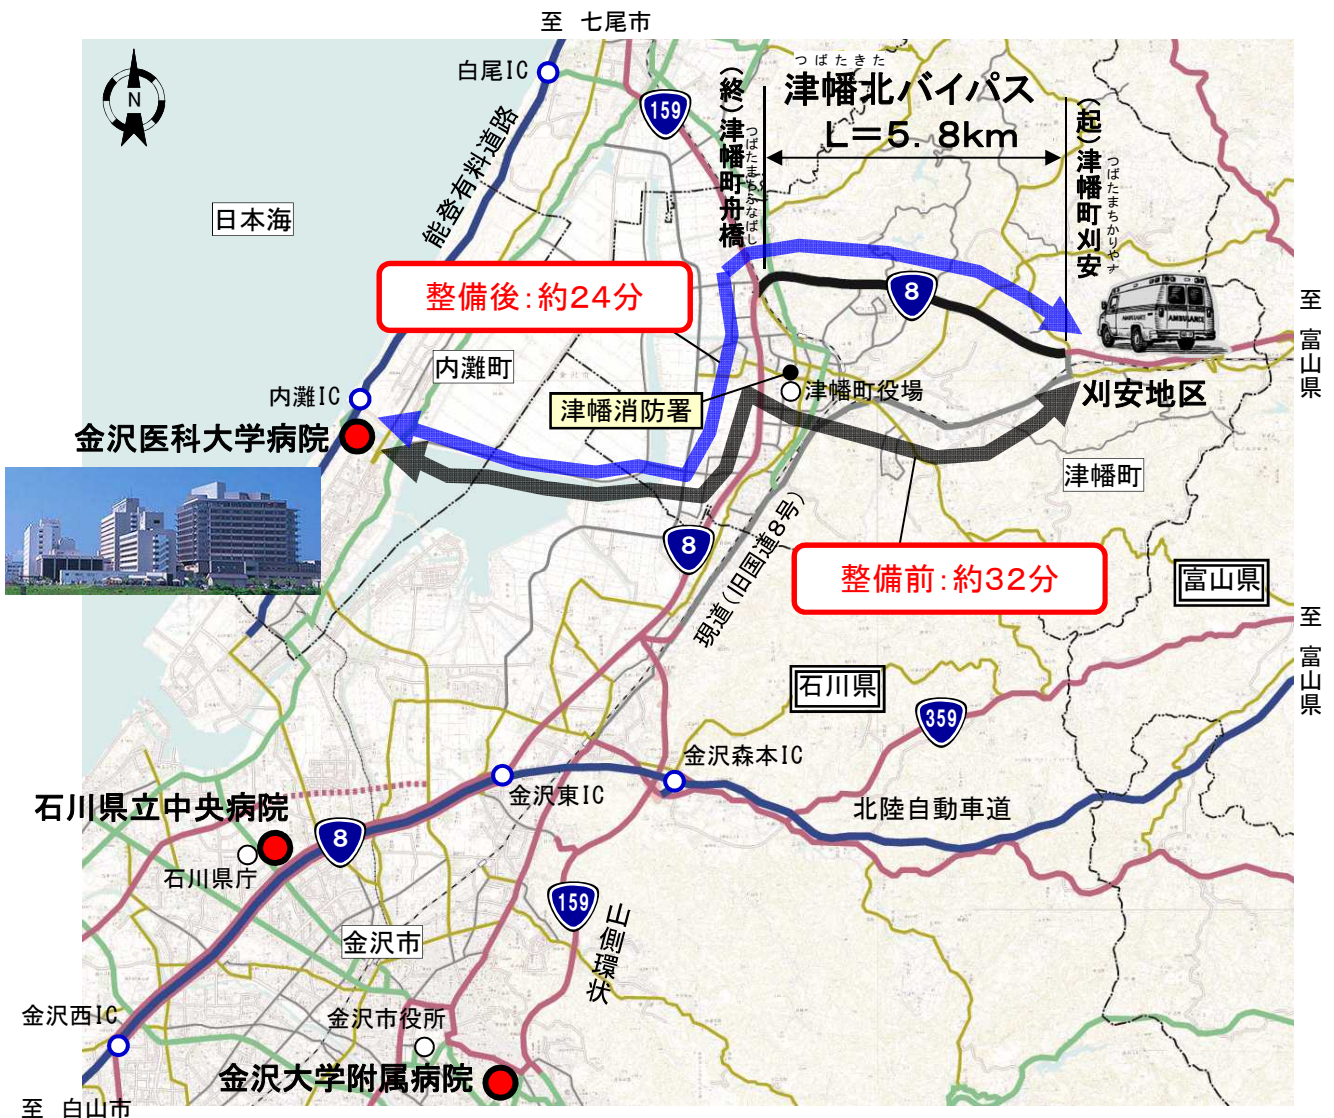 至 七尾市
白尾IC
能登有料道路
N
日本海
159
(終)津幡町舟橋
つばたまちふなばし
つばたきた
津幡北バイパス
L=5.8km
(起)津幡町刈安
つばたまちかりやす
整備後:約24分
8
AMBULANCE
至 富山県
内灘町
内灘IC
津幡消防署
津幡町役場
刈安地区
金沢医科大学病院
津幡町
8
現道(旧国道8号)
整備前:約32分
富山県
至 富山県
石川県
359
金沢森本IC
金沢東IC
北陸自動車道
石川県立中央病院
8
石川県庁
159
山側環状
金沢市
金沢西IC
金沢市役所
金沢大学附属病院
至 白山市